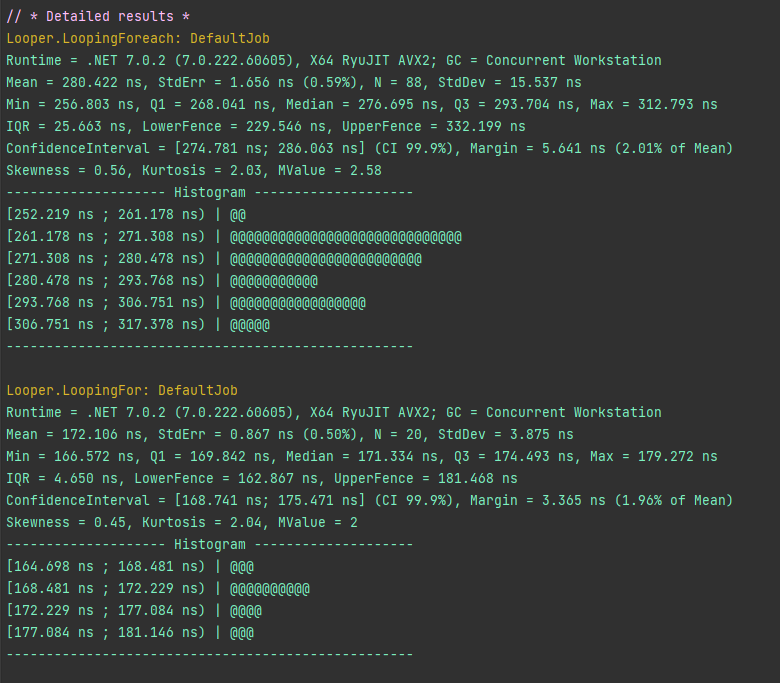 // * Detailed results *
Looper.LoopingForeach: DefaultJob
Runtime = .NET 7.0.2 (7.0.222.60605), X64 RyuJIT AVX2; GC = Concurrent Workstation
Mean = 280.422 ns, StdErr = 1.656 ns (0.59%), N = 88, StdDev = 15.537 ns
Min = 256.803 ns, Q1 = 268.041 ns, Median = 276.695 ns, Q3 = 293.704 ns, Max = 312.793 ns
IQR = 25.663 ns, LowerFence = 229.546 ns, UpperFence = 332.199 ns
ConfidenceInterval = [274.781 ns; 286.063 ns] (CI 99.9%), Margin = 5.641 ns (2.01% of Mean)
Skewness = 0.56, Kurtosis = 2.03, MValue = 2.58
-------------------- Histogram --------------------
[252.219 ns ; 261.178 ns) | @@
[261.178 ns ; 271.308 ns) | @@@@@@@@@@@@@@@@@@@@@@@@@@@@@
[271.308 ns ; 280.478 ns) | @@@@@@@@@@@@@@@@@@@@@@@@
[280.478 ns ; 293.768 ns) | @@@@@@@@@@@
[293.768 ns ; 306.751 ns) | @@@@@@@@@@@@@@@@@
[306.751 ns ; 317.378 ns) | @@@@@
---------------------------------------------------
Looper.LoopingFor: DefaultJob
Runtime = .NET 7.0.2 (7.0.222.60605), X64 RyuJIT AVX2; GC = Concurrent Workstation
Mean = 172.106 ns, StdErr = 0.867 ns (0.50%), N = 20, StdDev = 3.875 ns
Min = 166.572 ns, Q1 = 169.842 ns, Median = 171.334 ns, Q3 = 174.493 ns, Max = 179.272 ns
IQR = 4.650 ns, LowerFence = 162.867 ns, UpperFence = 181.468 ns
ConfidenceInterval = [168.741 ns; 175.471 ns] (CI 99.9%), Margin = 3.365 ns (1.96% of Mean)
Skewness = 0.45, Kurtosis = 2.04, MValue = 2
-------------------- Histogram --------------------
[164.698 ns ; 168.481 ns) | @@@
[168.481 ns ; 172.229 ns) | @@@@@@@@@@
[172.229 ns ; 177.084 ns) | @@@@
[177.084 ns ; 181.146 ns) | @@@
---------------------------------------------------